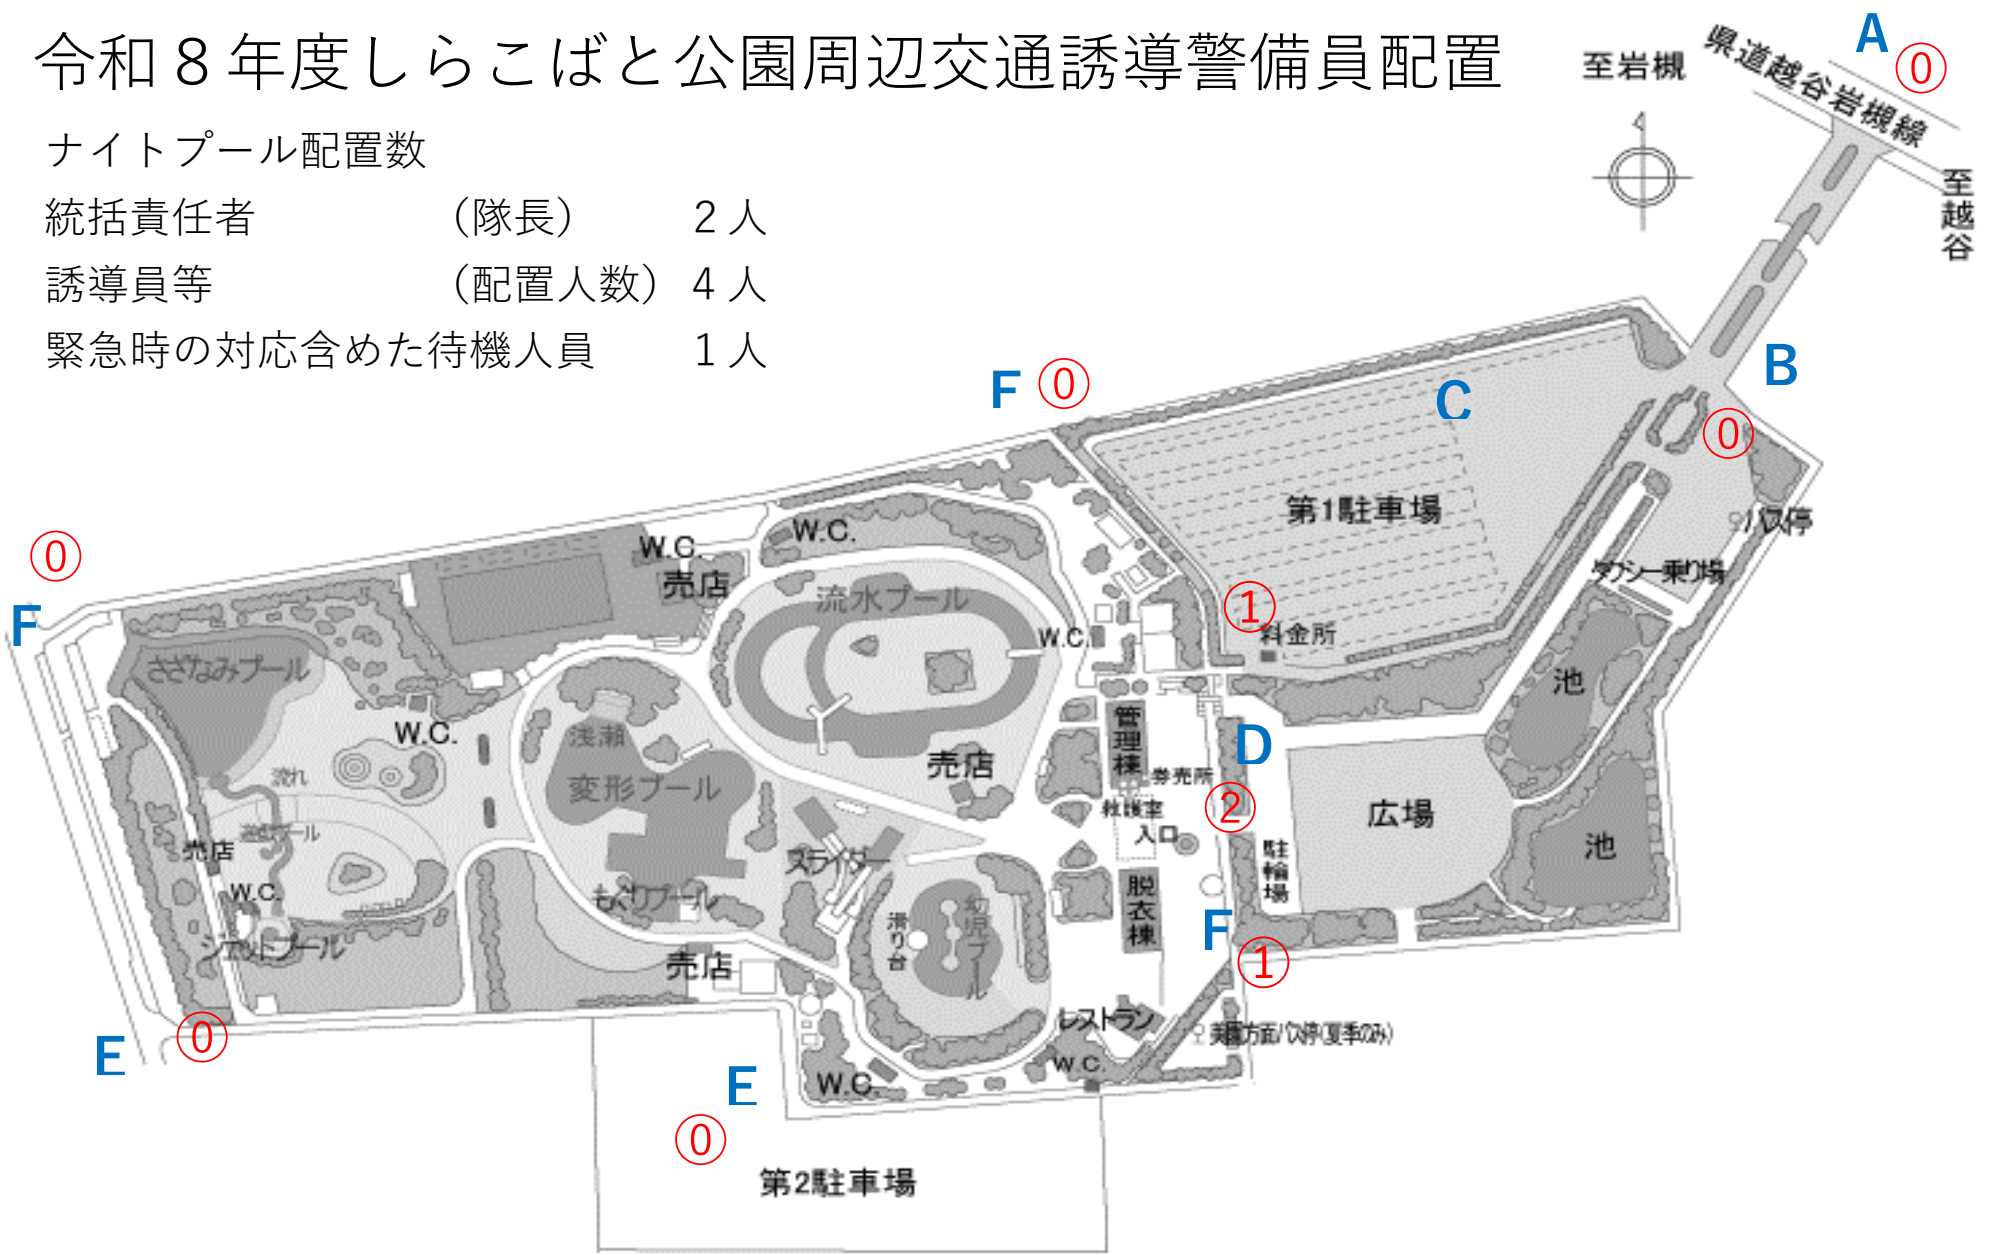 令和８年度しらこばと公園周辺交通誘導警備員配置
ナイトプール配置数
統括責任者 （隊長） 2人
誘導員等 （配置人数） 4人
緊急時の対応含めた待機人員 1人
至岩槻
県道越谷岩槻線
A
⓪
至越谷
B
⓪
C
F
⓪
第1駐車場
バス停
タクシー乗り場
①
料金所
⓪
F
W.C.
W.C.
売店
流水プール
W.C.
さざなみプール
W.C.
池
管理棟
D
浅瀬
変形プール
売店
券売所
流れ
救護室
②
入口
広場
池
遊戯プール
売店
スライダー
駐輪場
W.C.
もぐりプール
脱衣棟
滑り台
幼児プール
F
①
ジェットプール
売店
レストラン
美園方面バス停(夏季のみ)
E
⓪
W.C.
W.C.
E
⓪
第2駐車場